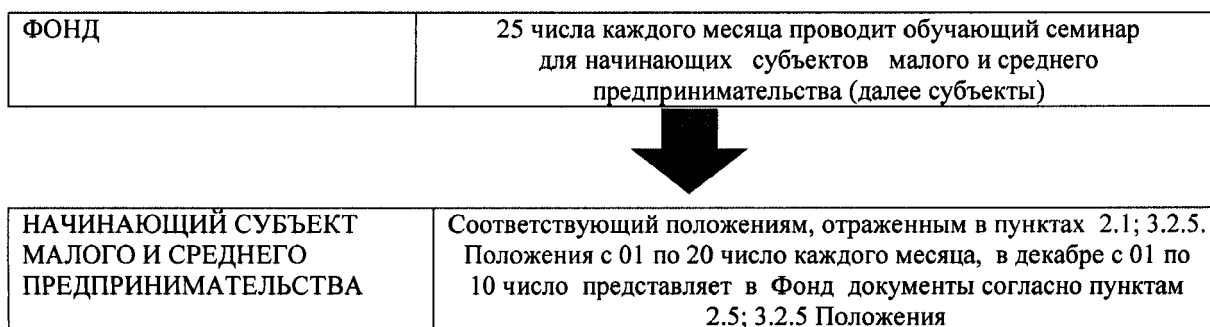 ФОНД
25 числа каждого месяца проводит обучающий семинар
для начинающих субъектов малого и среднего
предпринимательства (далее субъекты)
НАЧИНАЮЩИЙ СУБЪЕКТ
МАЛОГО И СРЕДНЕГО
ПРЕДПРИНИМАТЕЛЬСТВА
Соответствующий положениям, отраженным в пунктах 2.1; 3.2.5.
Положения с 01 по 20 число каждого месяца, в декабре с 01 по
10 число представляет в Фонд документы согласно пунктам
2.5; 3.2.5 Положения